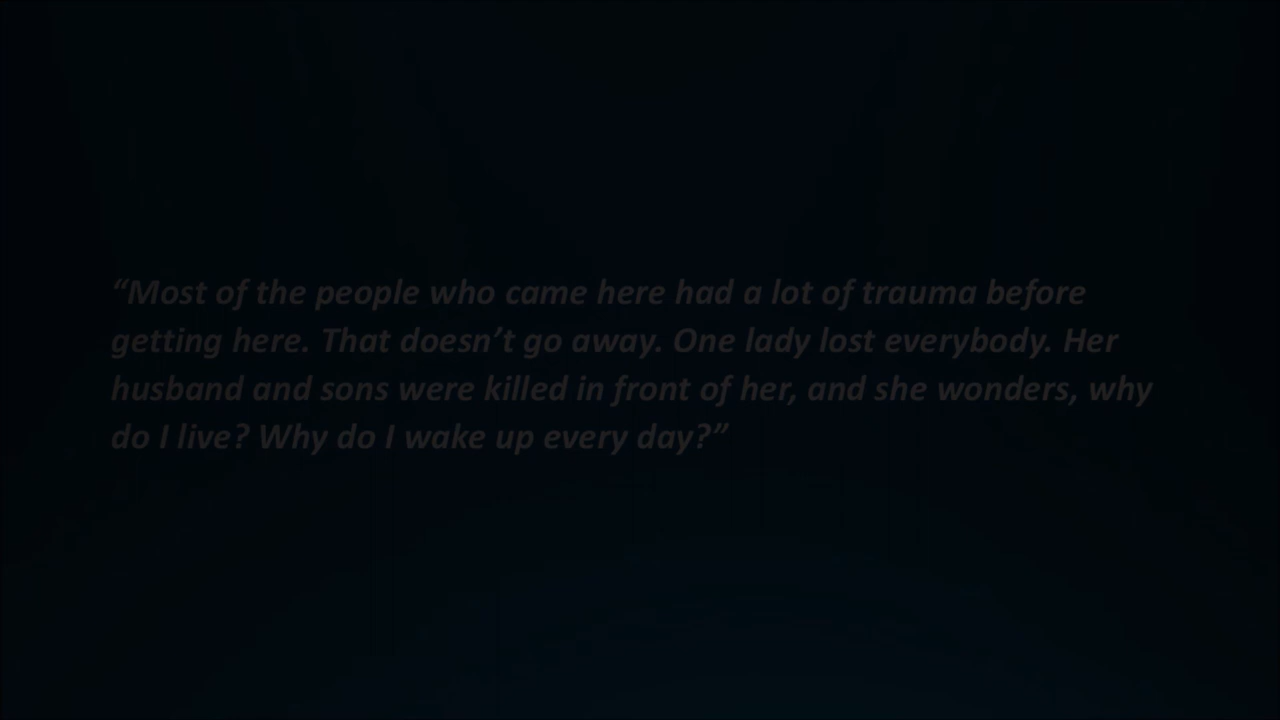 “Most of the people who came here had a lot of trauma before
getting here. That doesn’t go away. One lady lost everybody. Her
husband and sons were killed in front of her, and she wonders, why
do I live? Why do I wake up every day?”